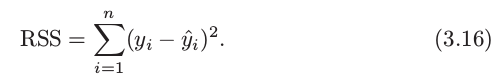 RSS = \sum_{i=1}^{n} (y_i - \hat{y}_i)^2. (3.16)